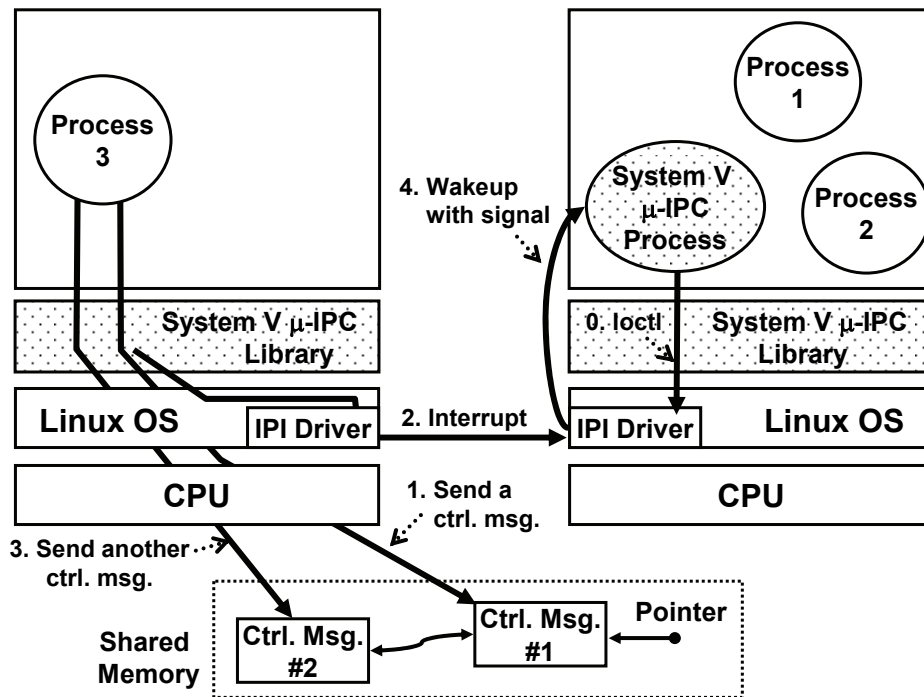 Process
3
System V μ-IPC
Library
Linux OS
IPI Driver
CPU
Process
1
System V
μ-IPC
Process
Process
2
4. Wakeup
with signal
0. Ioctl
System V μ-IPC
Library
IPI Driver
Linux OS
CPU
2. Interrupt
1. Send a
ctrl. msg.
3. Send another
ctrl. msg.
Shared
Memory
Ctrl. Msg.
#2
Ctrl. Msg.
#1
Pointer